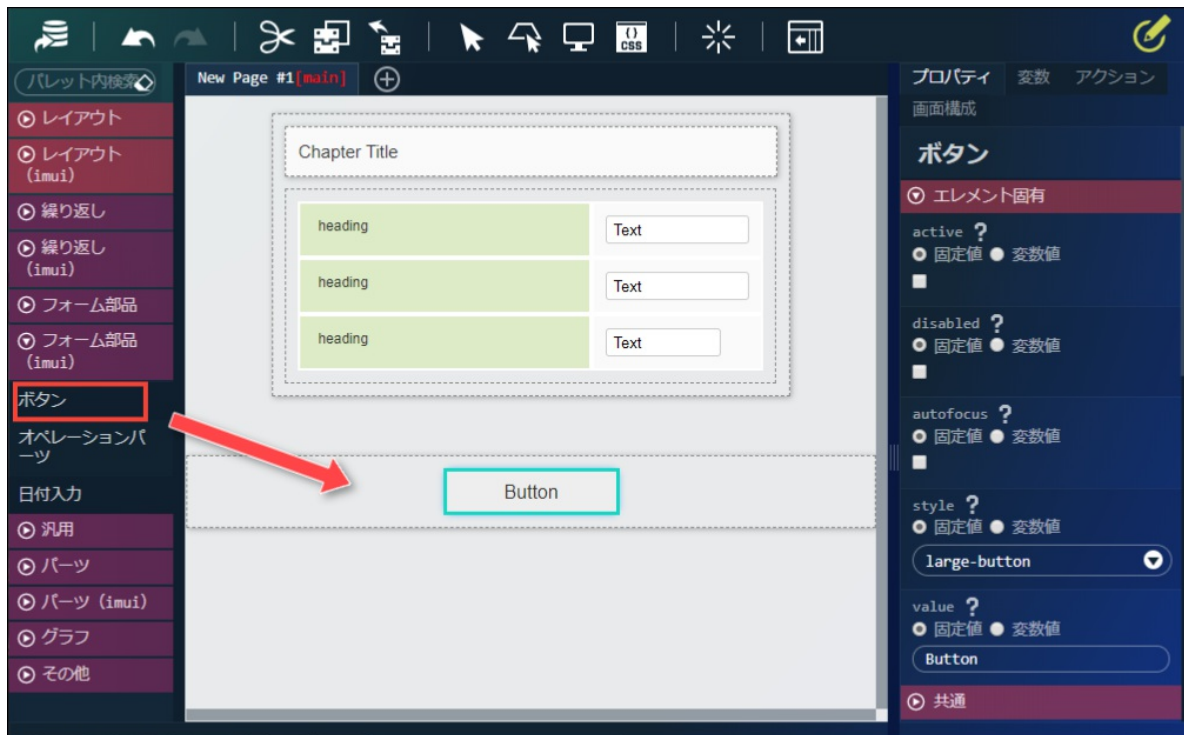 CSS
パレット内検索
レイアウト
レイアウト
(imui)
繰り返し
繰り返し
(imui)
フォーム部品
フォーム部品
(imui)
ボタン
オペレーションパ
ーツ
日付入力
汎用
パーツ
パーツ (imui)
グラフ
その他
New Page #1[main]
Chapter Title
heading
Text
heading
Text
heading
Text
Button
プロパティ 変数 アクション
画面構成
ボタン
エレメント固有
active ?
固定値 変数値
disabled ?
固定値 変数値
autofocus ?
固定値 変数値
style ?
固定値 変数値
large-button
value ?
固定値 変数値
Button
共通